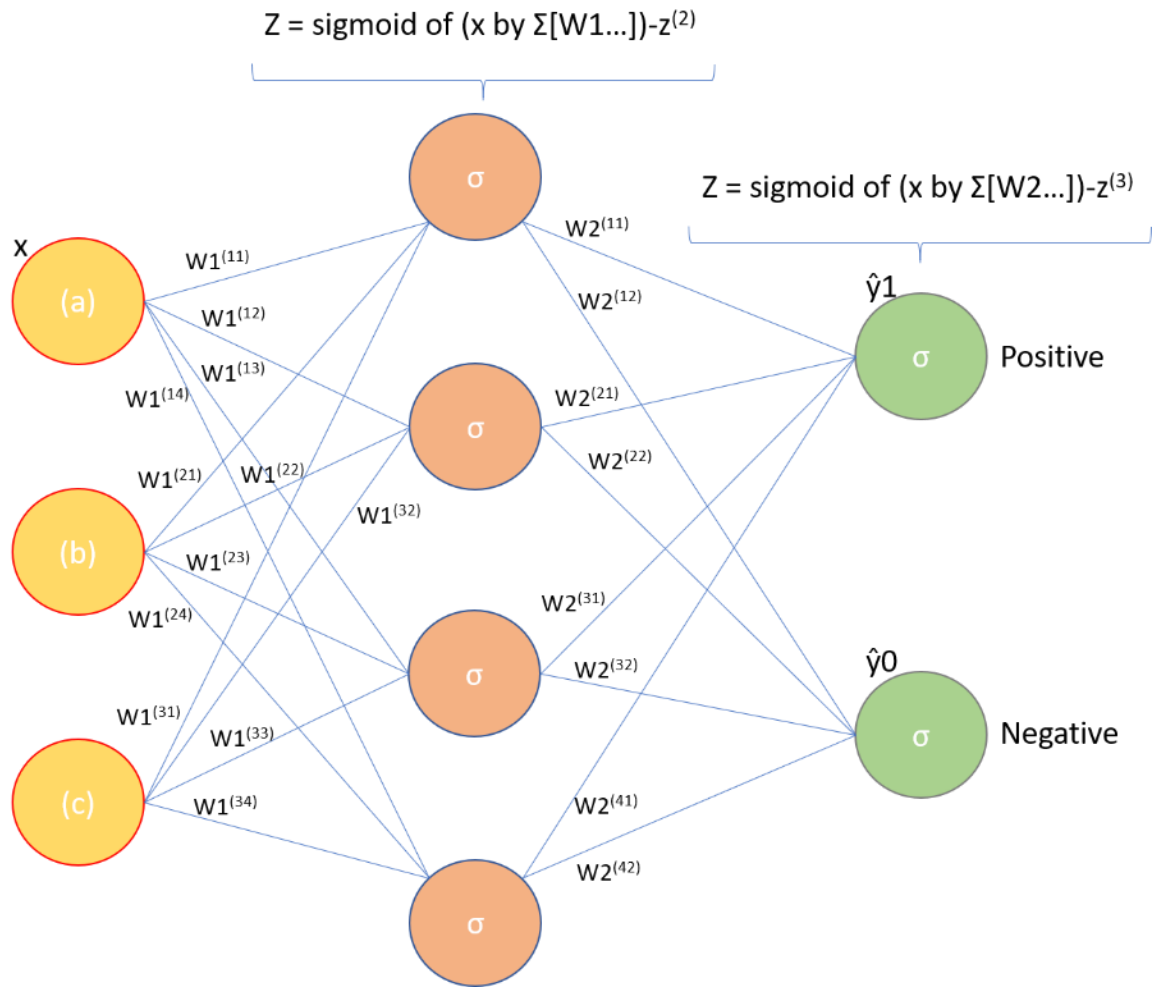 Z = sigmoid of (x by Σ[W1...])-z⁽²⁾
σ
Z = sigmoid of (x by Σ[W2...])-z⁽³⁾
x
(a)
W1⁽¹¹⁾
W1⁽¹²⁾
W1⁽¹³⁾
W1⁽¹⁴⁾
W2⁽¹¹⁾
W2⁽¹²⁾
ŷ1
σ
Positive
σ
W2⁽²¹⁾
W2⁽²²⁾
W1⁽²¹⁾
W1⁽²²⁾
W1⁽³²⁾
(b)
W1⁽²³⁾
W1⁽²⁴⁾
W2⁽³¹⁾
σ
W2⁽³²⁾
ŷ0
σ
Negative
W1⁽³¹⁾
W1⁽³³⁾
(c)
W1⁽³⁴⁾
W2⁽⁴¹⁾
W2⁽⁴²⁾
σ